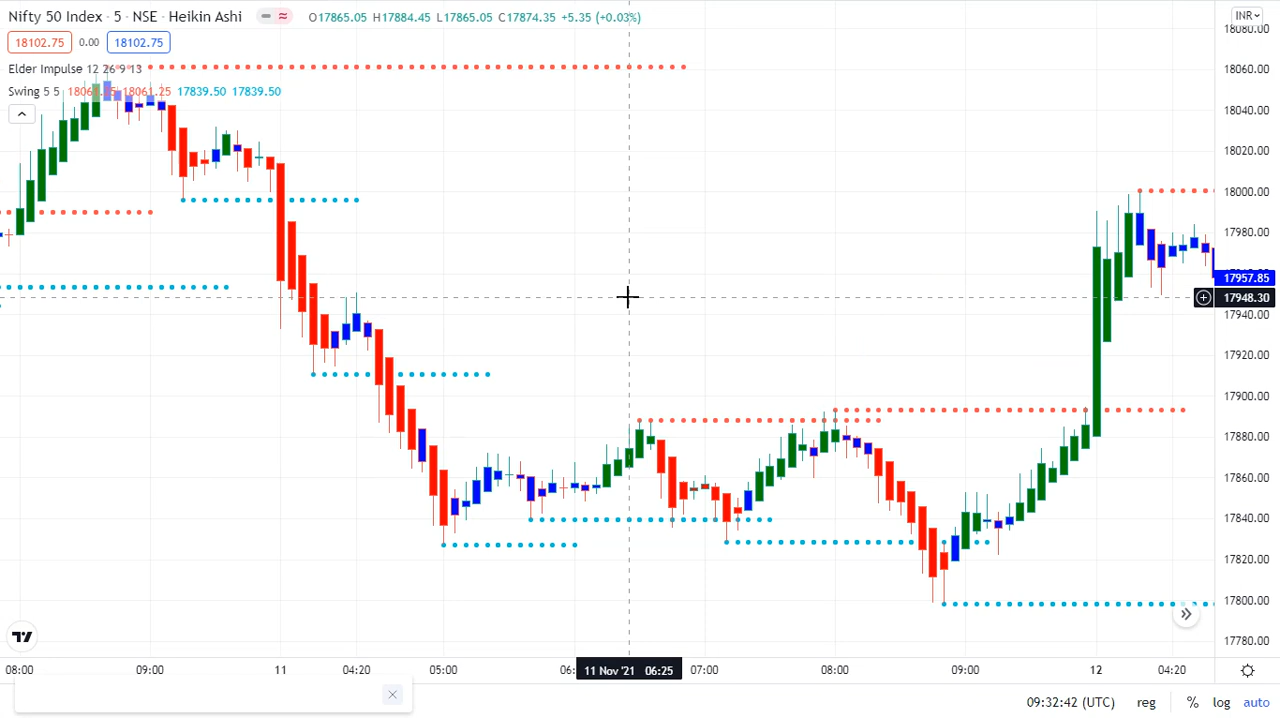 Nifty 50 Index · 5 · NSE · Heikin Ashi O17865.05 H17884.45 L17865.05 C17874.35 +5.35 (+0.03%) INR
18080.00
18102.75 0.00 18102.75
Elder Impulse 12 26 9 13 18060.00
Swing 5 5 18061.25 18061.25 17839.50 17839.50
18040.00
18020.00
18000.00
17980.00
17957.85
17948.30
17940.00
17920.00
17900.00
17880.00
17860.00
17840.00
17820.00
17800.00
17780.00
08:00 09:00 11 04:20 05:00 06: 11 Nov '21 06:25 07:00 08:00 09:00 12 04:20
09:32:42 (UTC) reg % log auto